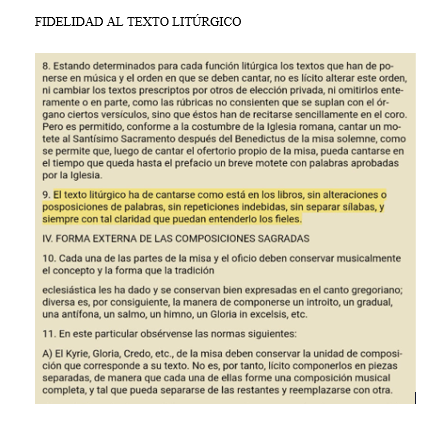 FIDELIDAD AL TEXTO LITÚRGICO
8. Estando determinados para cada función litúrgica los textos que han de po-
nerse en música y el orden en que se deben cantar, no es lícito alterar este orden,
ni cambiar los textos prescriptos por otros de elección privada, ni omitirlos ente-
ramente o en parte, como las rúbricas no consienten que se suplan con el ór-
gano ciertos versículos, sino que éstos han de recitarse sencillamente en el coro.
Pero es permitido, conforme a la costumbre de la Iglesia romana, cantar un mo-
tete al Santísimo Sacramento después del Benedictus de la misa solemne, como
se permite que, luego de cantar el ofertorio propio de la misa, pueda cantarse en
el tiempo que queda hasta el prefacio un breve motete con palabras aprobadas
por la Iglesia.
9. El texto litúrgico ha de cantarse como está en los libros, sin alteraciones o
posposiciones de palabras, sin repeticiones indebidas, sin separar sílabas, y
siempre con tal claridad que puedan entenderlo los fieles.
IV. FORMA EXTERNA DE LAS COMPOSICIONES SAGRADAS
10. Cada una de las partes de la misa y el oficio deben conservar musicalmente
el concepto y la forma que la tradición
eclesiástica les ha dado y se conservan bien expresadas en el canto gregoriano;
diversa es, por consiguiente, la manera de componerse un introito, un gradual,
una antífona, un salmo, un himno, un Gloria in excelsis, etc.
11. En este particular obsérvense las normas siguientes:
A) El Kyrie, Gloria, Credo, etc., de la misa deben conservar la unidad de composi-
ción que corresponde a su texto. No es, por tanto, lícito componerlos en piezas
separadas, de manera que cada una de ellas forme una composición musical
completa, y tal que pueda separarse de las restantes y reemplazarse con otra.